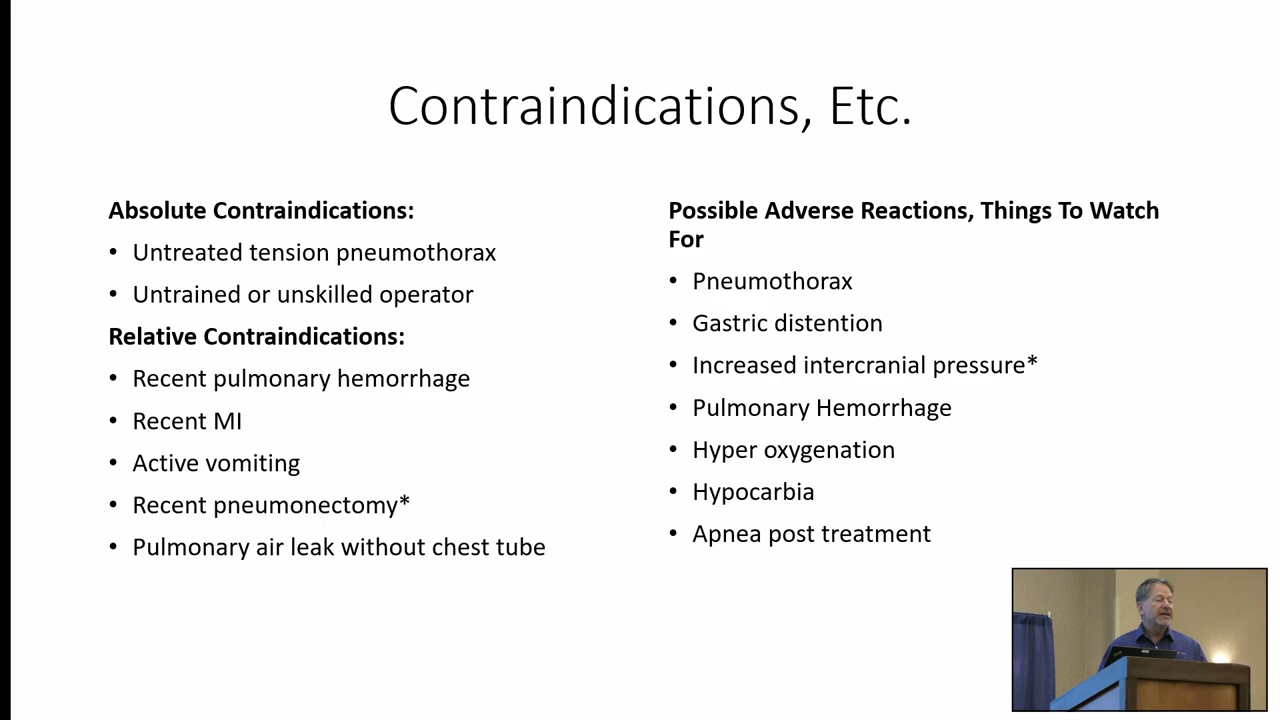 Contraindications, Etc.
Absolute Contraindications:
• Untreated tension pneumothorax
• Untrained or unskilled operator
Relative Contraindications:
• Recent pulmonary hemorrhage
• Recent MI
• Active vomiting
• Recent pneumonectomy*
• Pulmonary air leak without chest tube
Possible Adverse Reactions, Things To Watch
For
• Pneumothorax
• Gastric distention
• Increased intercranial pressure*
• Pulmonary Hemorrhage
• Hyper oxygenation
• Hypocarbia
• Apnea post treatment